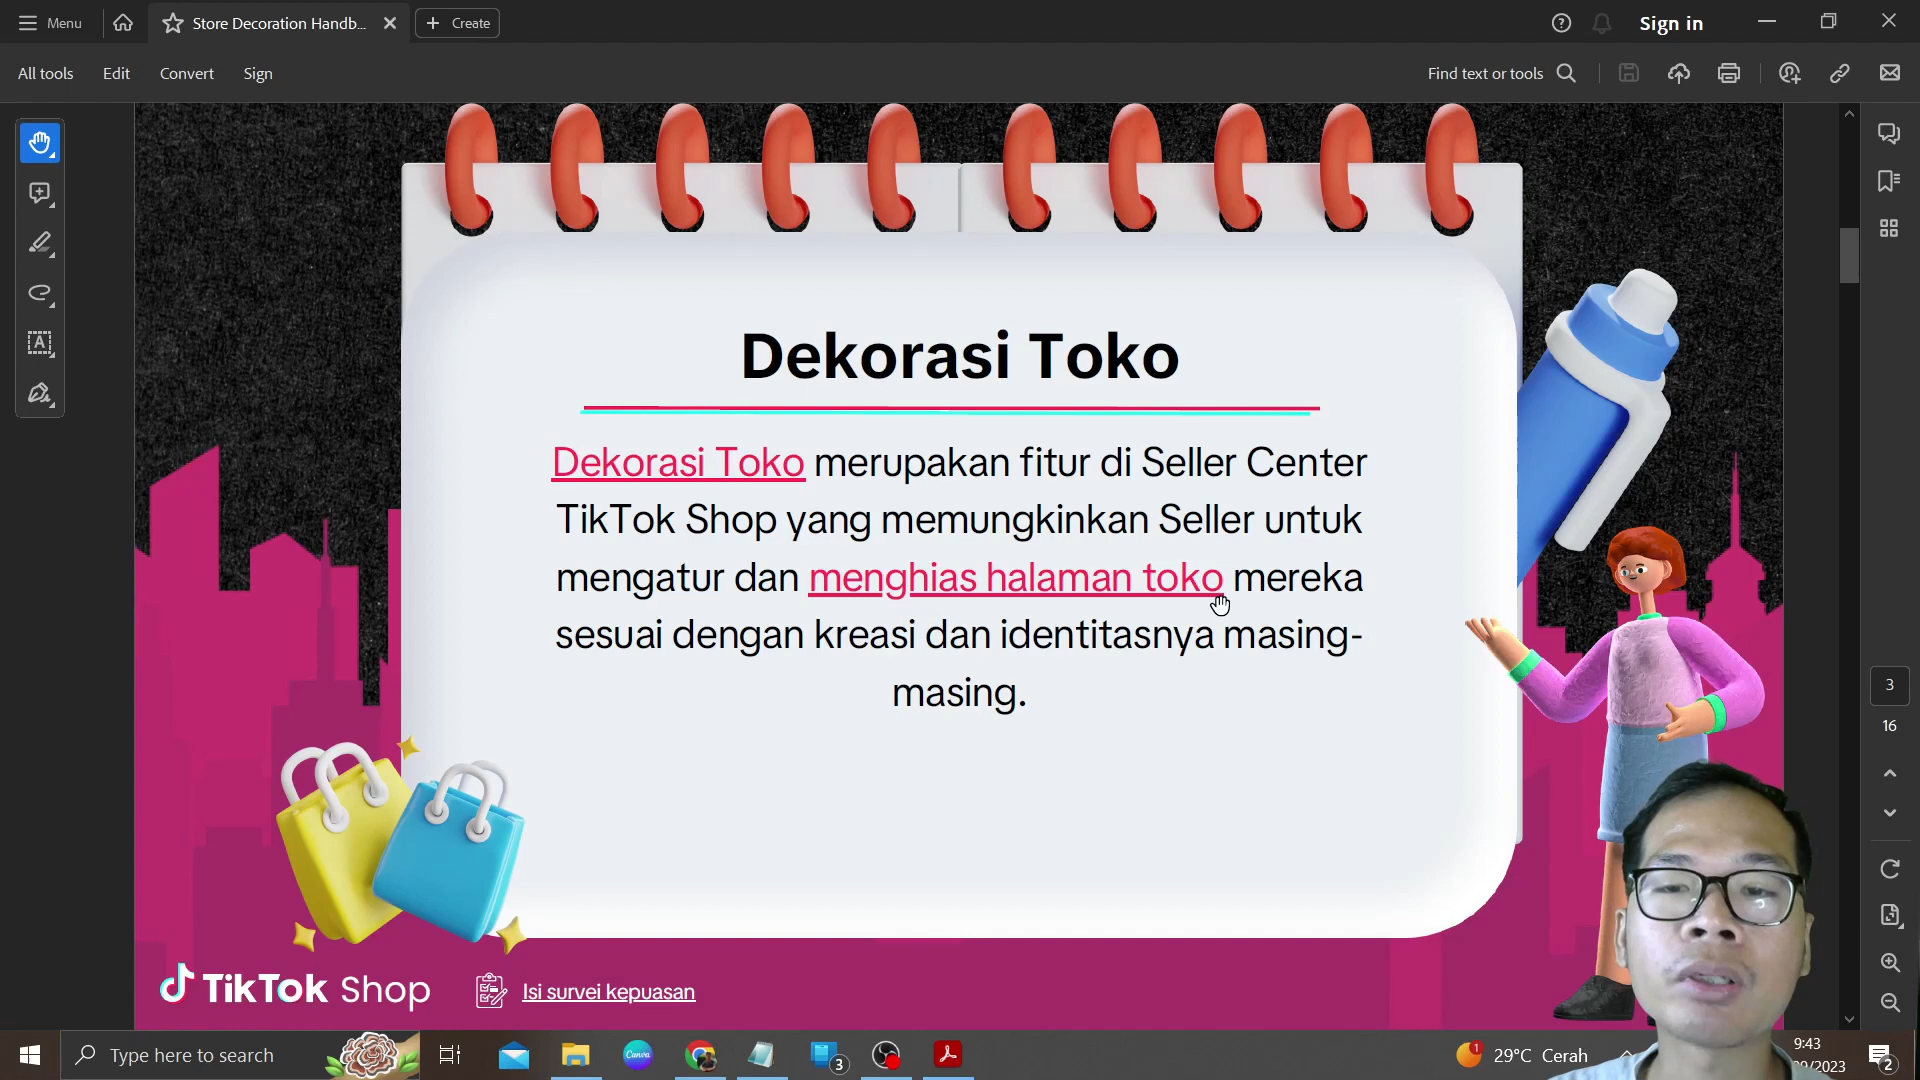 Menu
Store Decoration Handb...
Create
Sign in
All tools
Edit
Convert
Sign
Find text or tools
Dekorasi Toko
Dekorasi Toko merupakan fitur di Seller Center
TikTok Shop yang memungkinkan Seller untuk
mengatur dan menghias halaman toko mereka
sesuai dengan kreasi dan identitasnya masing-
masing.
3
16
TikTok Shop
Isi survei kepuasan
Type here to search
3
1
29°C Cerah
9:43
/2023
2